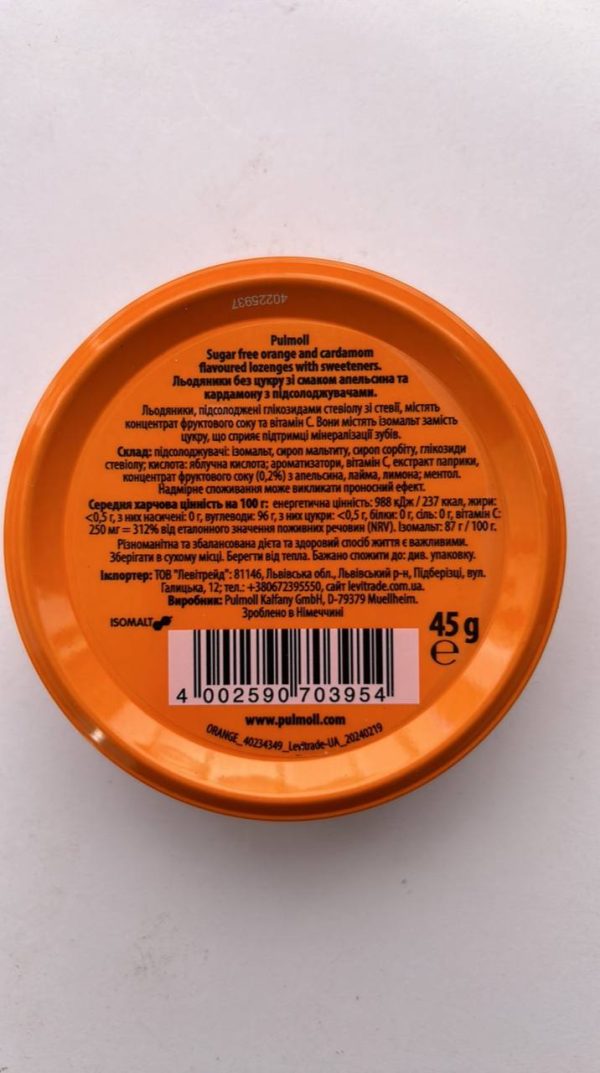 40225937
Pulmoll
Sugar free orange and cardamom
flavoured lozenges with sweeteners.
Льодяники без цукру зі смаком апельсина та
кардамону з підсолоджувачами.
Льодяники, підсолоджені глікозидами стевіолу зі стевії, містять
концентрат фруктового соку та вітамін С. Вони містять ізомальт замість
цукру, що сприяє підтримці мінералізації зубів.
Склад: підсолоджувачі: ізомальт, сироп мальтиту, сироп сорбіту, глікозиди
стевіолу; кислота: яблучна кислота; ароматизатори, вітамін С, екстракт паприки,
концентрат фруктового соку (0,2%) з апельсина, лайма, лимона; ментол.
Надмірне споживання може викликати проносний ефект.
Середня харчова цінність на 100 г: енергетична цінність: 988 кДж / 237 ккал, жири:
<0,5 г, з них насичені: 0 г, вуглеводи: 96 г, з них цукри: <0,5 г, білки: 0 г, сіль: 0 г, вітамін С:
250 мг = 312% від еталонного значення поживних речовин (NRV). Ізомальт: 87 г / 100 г.
Різноманітна та збалансована дієта та здоровий спосіб життя є важливими.
Зберігати в сухому місці. Берегти від тепла. Бажано спожити до: див. упаковку.
Імпортер: ТОВ "Левітрейд": 81146, Львівська обл., Львівський р-н, Підберізці, вул.
Галицька, 12; тел.: +380672395550, сайт levitrade.com.ua.
Виробник: Pulmoll Kalfany GmbH, D-79379 Muellheim.
Зроблено в Німеччині
ISOMALT
45 g
e
4 002590 703954
www.pulmoll.com
ORANGE_40234349_Levitrade-UA_20240219